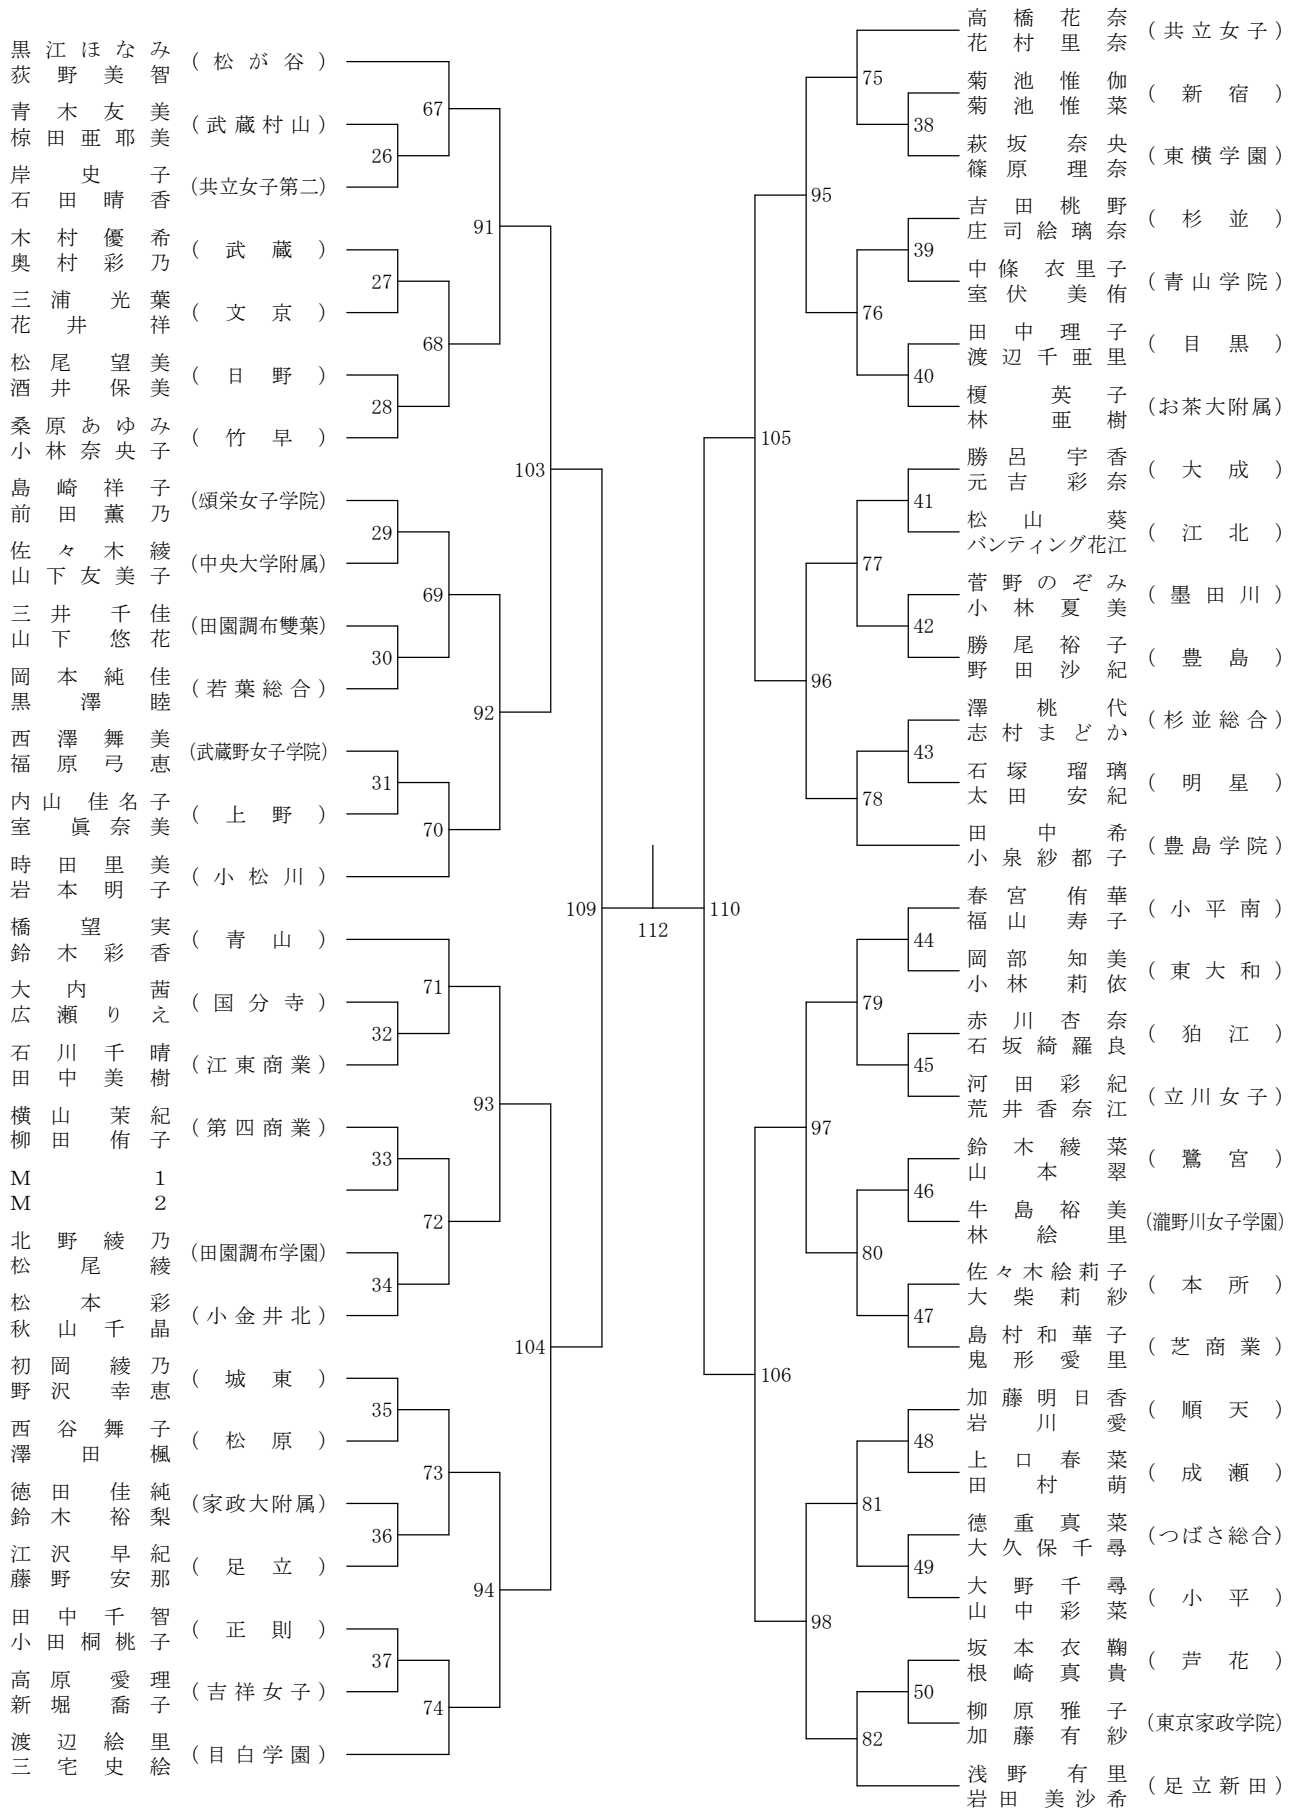 黒江ほなみ
荻野美智
(松が谷)
青木友美
椋田亜耶美
(武蔵村山)
岸史子
石田晴香
(共立女子第二)
木村優希
奥村彩乃
(武蔵)
三浦光葉
花井祥
(文京)
松尾望美
酒井保美
(日野)
桑原あゆみ
小林奈央子
(竹早)
島崎祥子
前田薫乃
(頌栄女子学院)
佐々木綾
山下友美子
(中央大学附属)
三井千佳
山下悠花
(田園調布雙葉)
岡本純佳
黒澤睦
(若葉総合)
西澤舞美
福原弓恵
(武蔵野女子学院)
内山佳名子
室眞奈美
(上野)
時田里美
岩本明子
(小松川)
橋望実
鈴木彩香
(青山)
大内茜
広瀬りえ
(国分寺)
石川千晴
田中美樹
(江東商業)
横山茉紀
柳田侑子
(第四商業)
M1
M2
北野綾乃
松尾綾
(田園調布学園)
松本彩
秋山千晶
(小金井北)
初岡綾乃
野沢幸恵
(城東)
西谷舞子
澤田楓
(松原)
徳田佳純
鈴木裕梨
(家政大附属)
江沢早紀
藤野安那
(足立)
田中千智
小田桐桃子
(正則)
高原愛理
新堀喬子
(吉祥女子)
渡辺絵里
三宅史絵
(目白学園)
67
26
91
27
68
28
103
29
69
30
92
31
70
109
71
32
93
33
72
34
104
35
73
36
94
37
74
112
110
75
38
95
39
76
40
105
41
77
42
96
43
78
44
79
45
97
46
80
47
106
48
81
49
98
50
82
高橋花奈
花村里奈
(共立女子)
菊池惟伽
菊池惟菜
(新宿)
萩坂奈央
篠原理奈
(東横学園)
吉田桃野
庄司絵璃奈
(杉並)
中條衣里子
室伏美侑
(青山学院)
田中理子
渡辺千亜里
(目黒)
榎英子
林亜樹
(お茶大附属)
勝呂宇香
元吉彩奈
(大成)
松山葵
バンティング花江
(江北)
菅野のぞみ
小林夏美
(墨田川)
勝尾裕子
野田沙紀
(豊島)
澤桃代
志村まどか
(杉並総合)
石塚瑠璃
太田安紀
(明星)
田中希
小泉紗都子
(豊島学院)
春宮侑華
福山寿子
(小平南)
岡部知美
小林莉依
(東大和)
赤川杏奈
石坂綺羅良
(狛江)
河田彩紀
荒井香奈江
(立川女子)
鈴木綾菜
山本翠
(鷺宮)
牛島裕美
林絵里
(瀧野川女子学園)
佐々木絵莉子
大柴莉紗
(本所)
島村和華子
鬼形愛里
(芝商業)
加藤明日香
岩川愛
(順天)
上口春菜
田村萌
(成瀬)
德重真菜
大久保千尋
(つばさ総合)
大野千尋
山中彩菜
(小平)
坂本衣鞠
根崎真貴
(芦花)
柳原雅子
加藤有紗
(東京家政学院)
浅野有里
岩田美沙希
(足立新田)